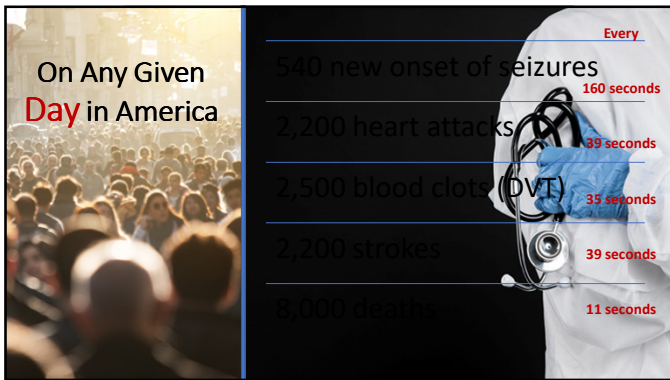 On Any Given
Day in America
Every
540 new onset of seizures
160 seconds
2,200 heart attacks
39 seconds
2,500 blood clots (DVT)
35 seconds
2,200 strokes
39 seconds
8,000 deaths
11 seconds